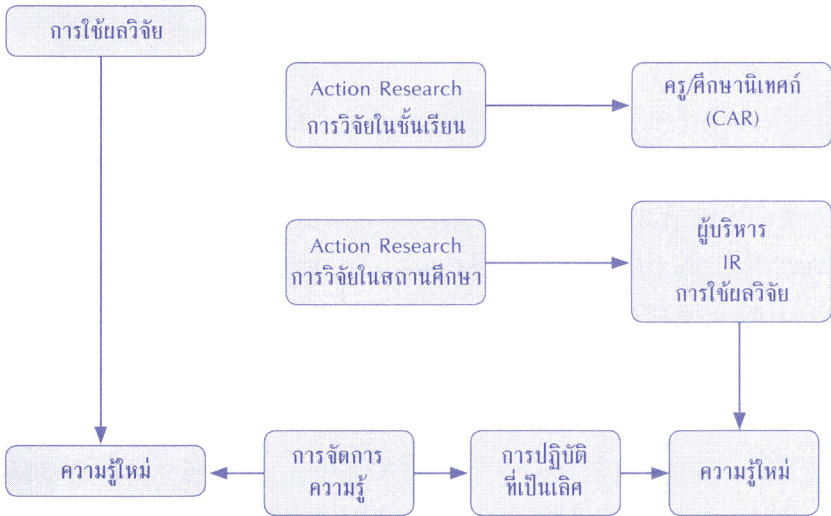 การใช้ผลวิจัย
Action Research
การวิจัยในชั้นเรียน
ครู/ศึกษานิเทศก์
(CAR)
Action Research
การวิจัยในสถานศึกษา
ผู้บริหาร
IR
การใช้ผลวิจัย
ความรู้ใหม่
การจัดการ
ความรู้
การปฏิบัติ
ที่เป็นเลิศ
ความรู้ใหม่